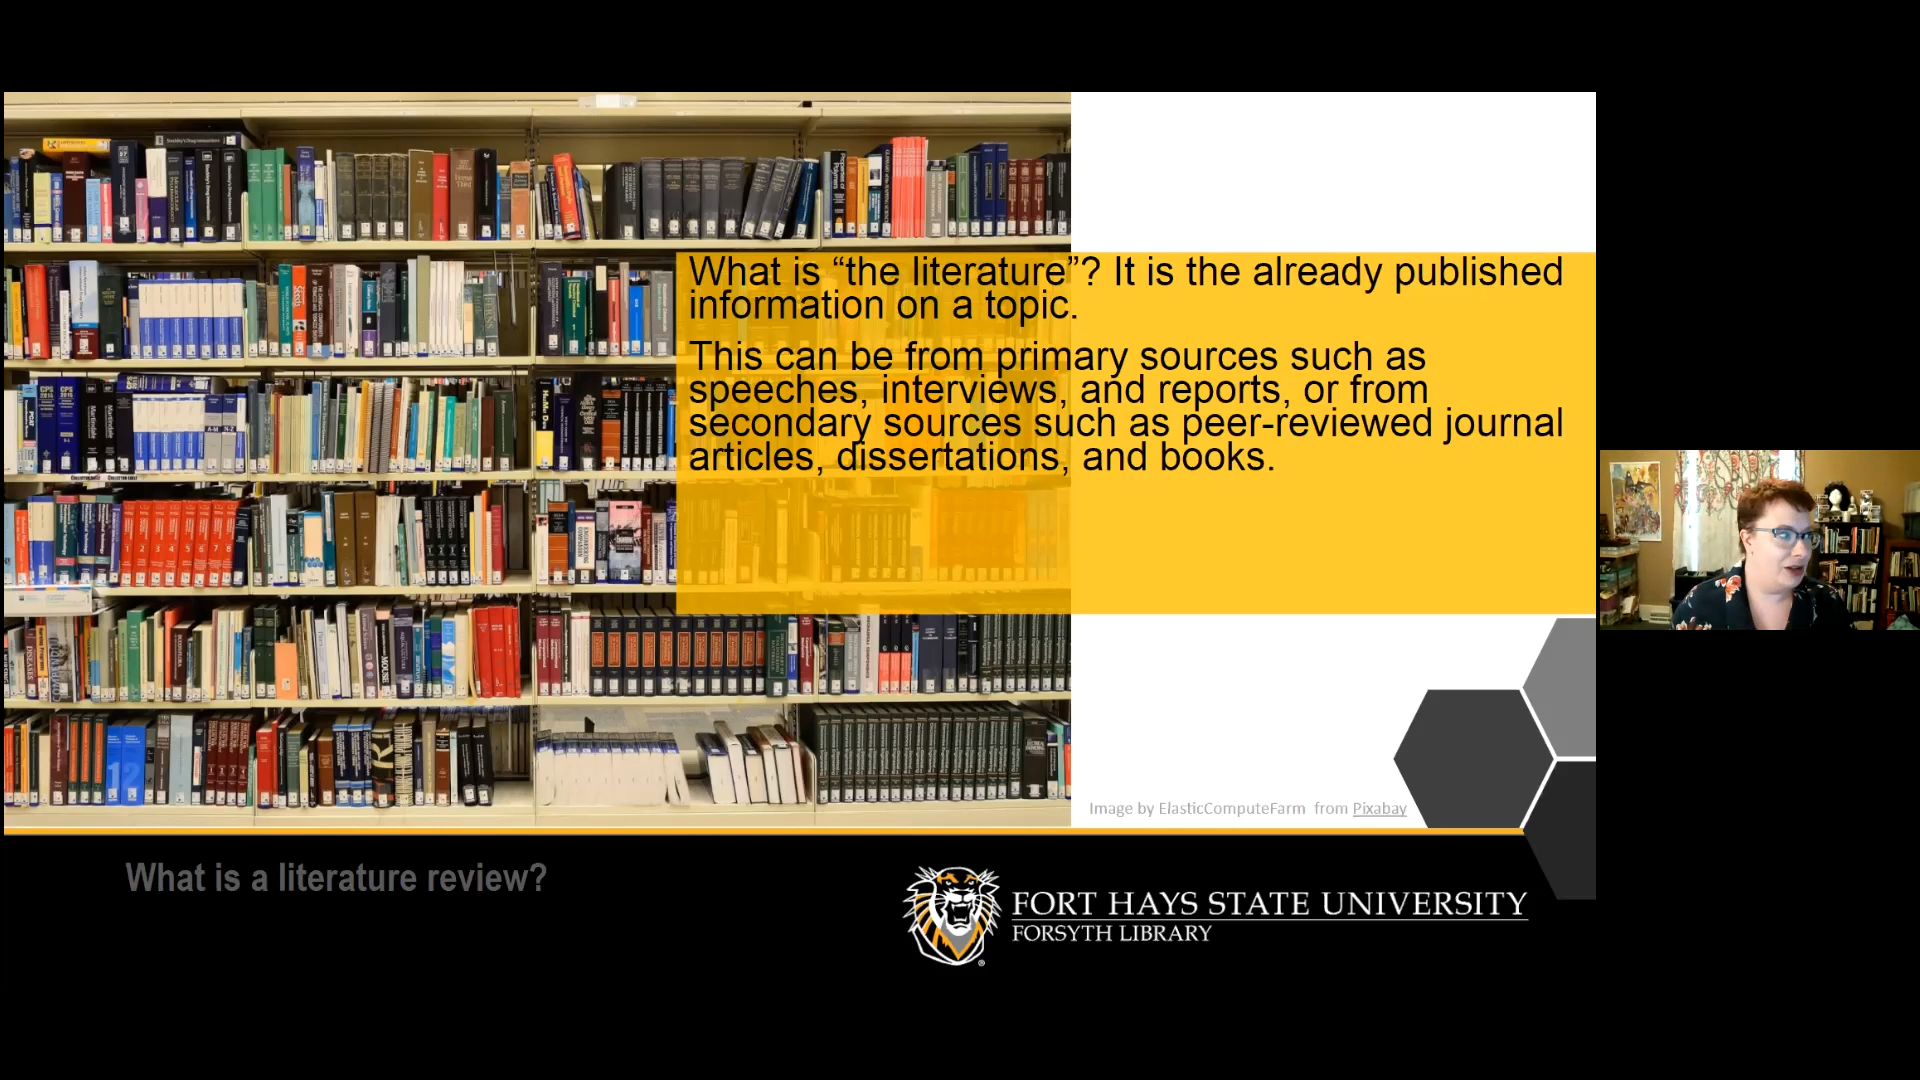 What is “the literature”? It is the already published
information on a topic.
This can be from primary sources such as
speeches, interviews, and reports, or from
secondary sources such as peer-reviewed journal
articles, dissertations, and books.
Image by ElasticComputeFarm from Pixabay
What is a literature review?
FORT HAYS STATE UNIVERSITY
FORSYTH LIBRARY